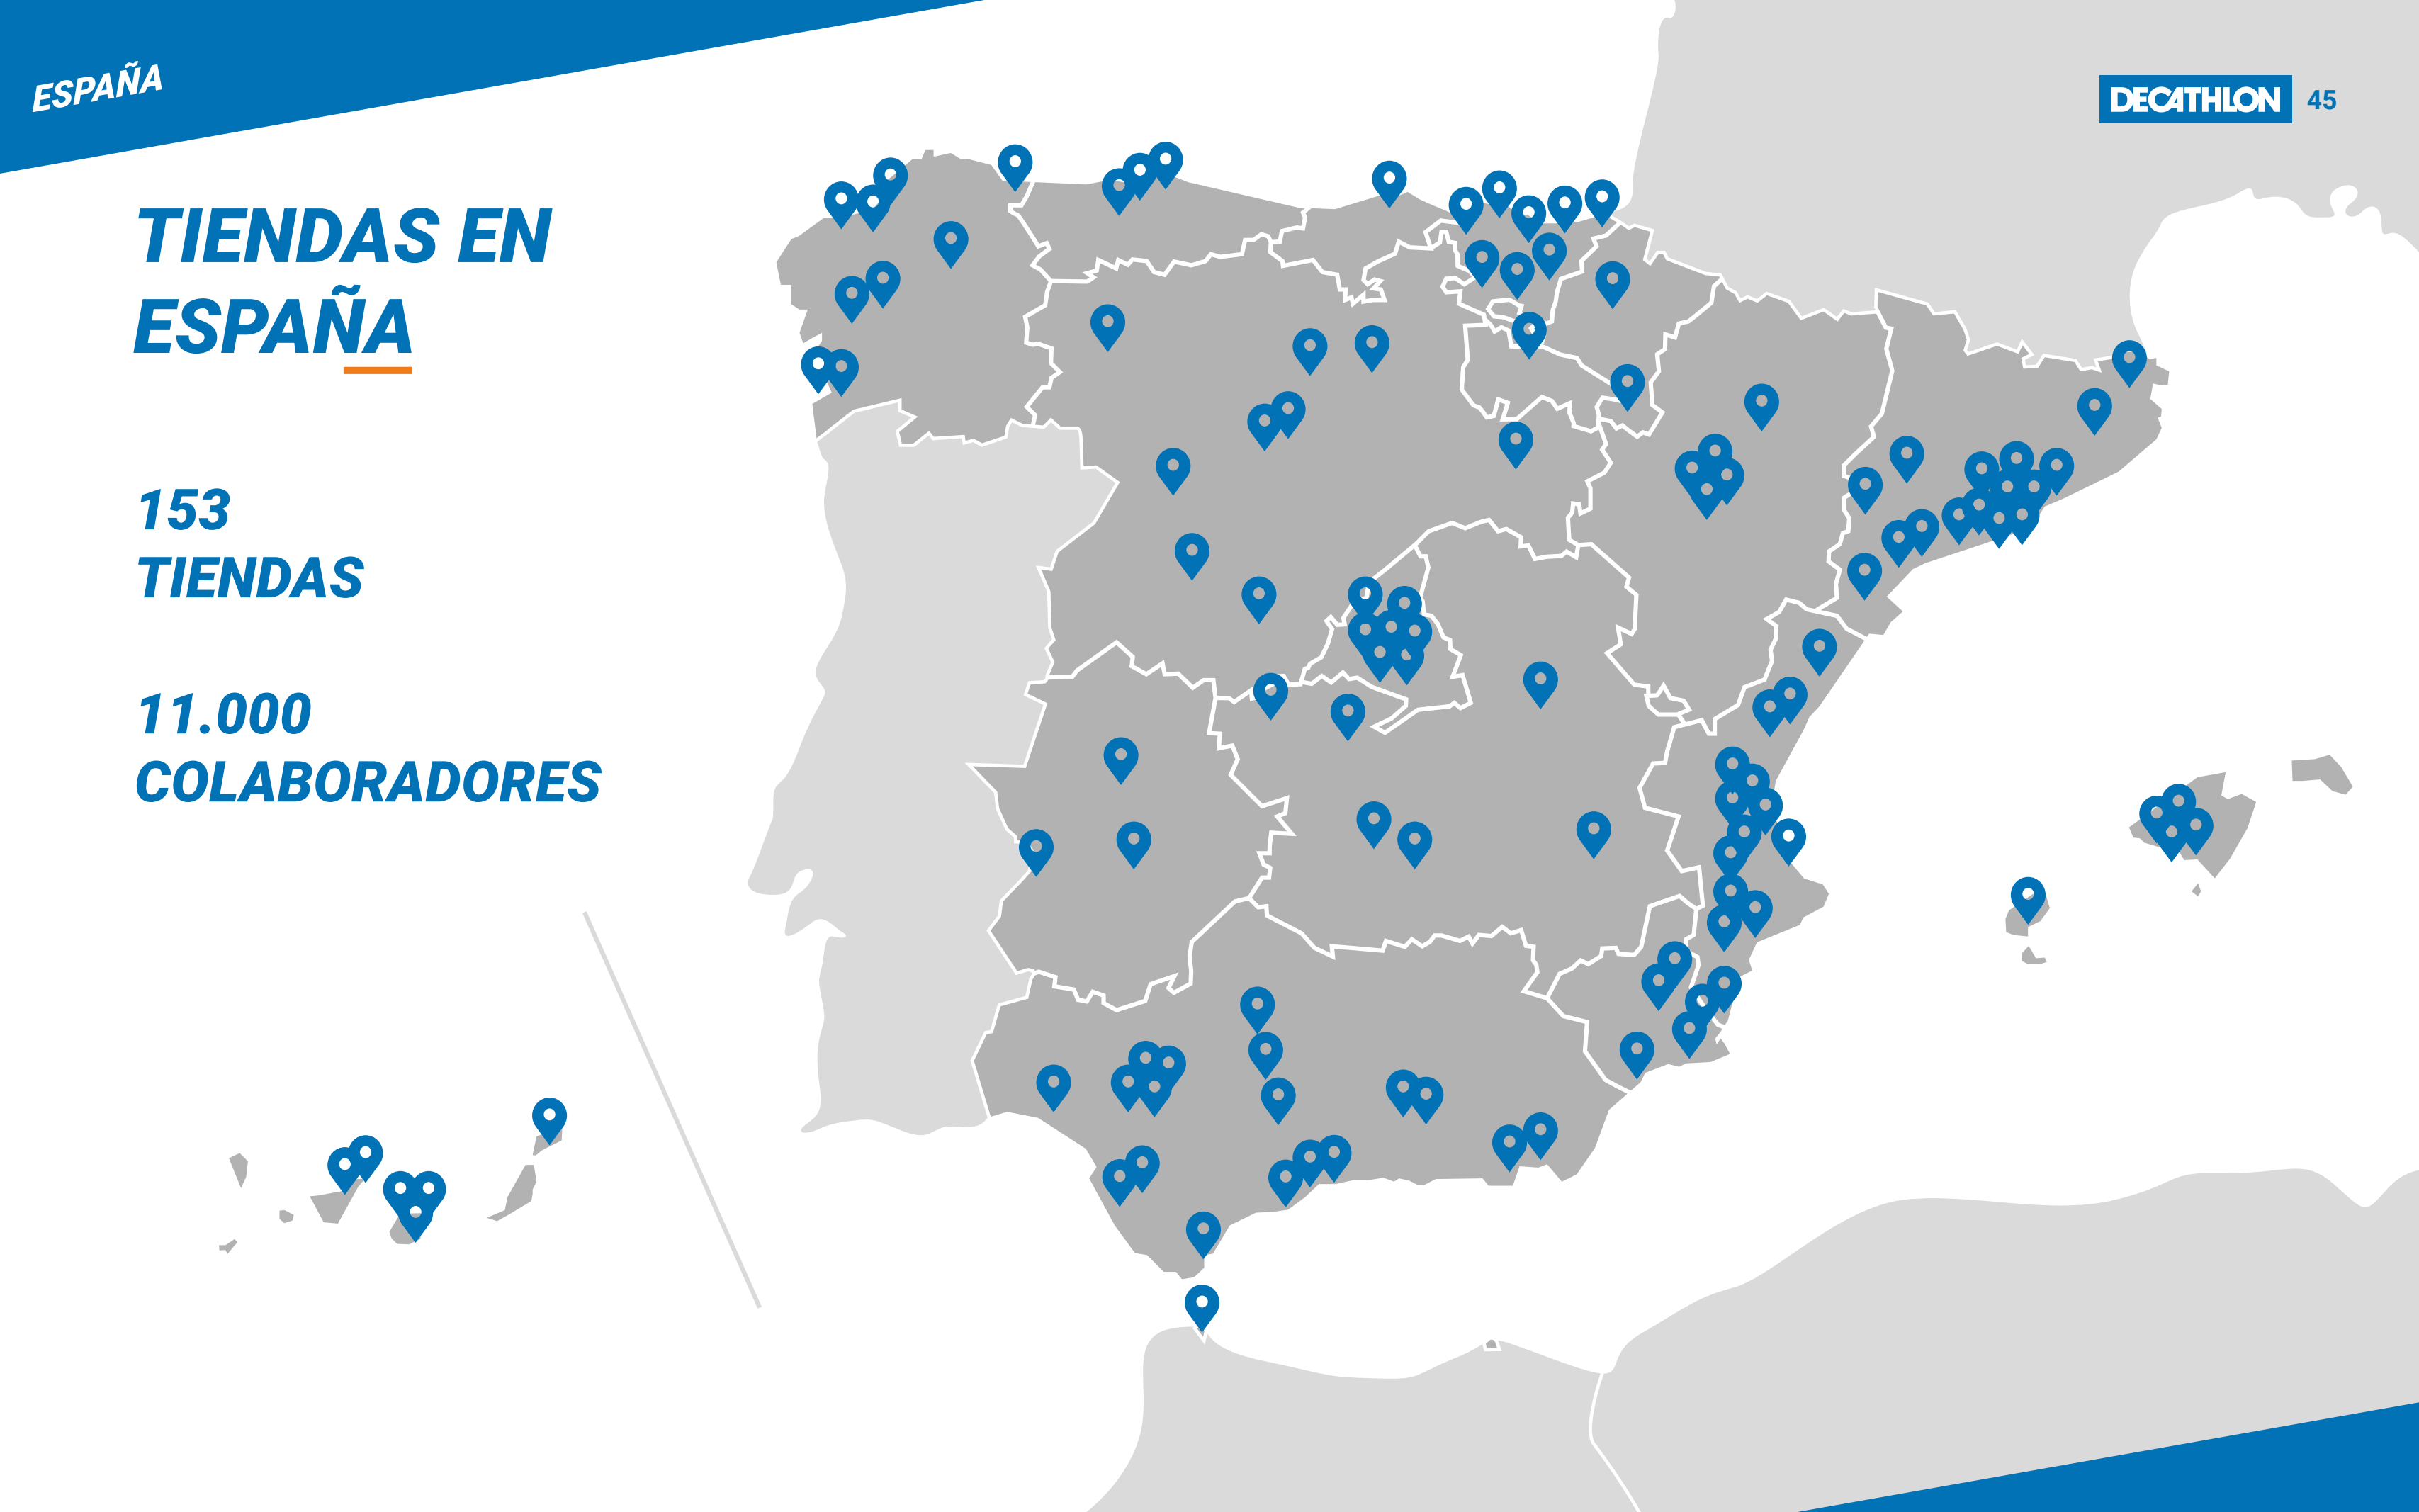 ESPAÑA
DECATHLON 45
TIENDAS EN
ESPAÑA
153
TIENDAS
11.000
COLABORADORES